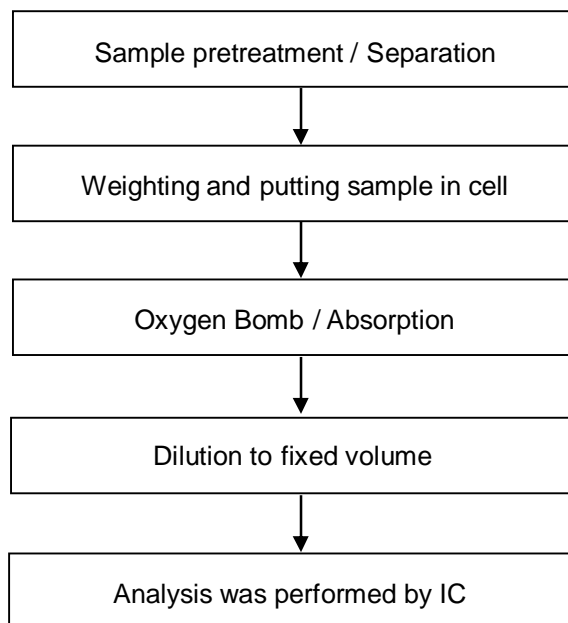 Sample pretreatment / Separation
Weighting and putting sample in cell
Oxygen Bomb / Absorption
Dilution to fixed volume
Analysis was performed by IC